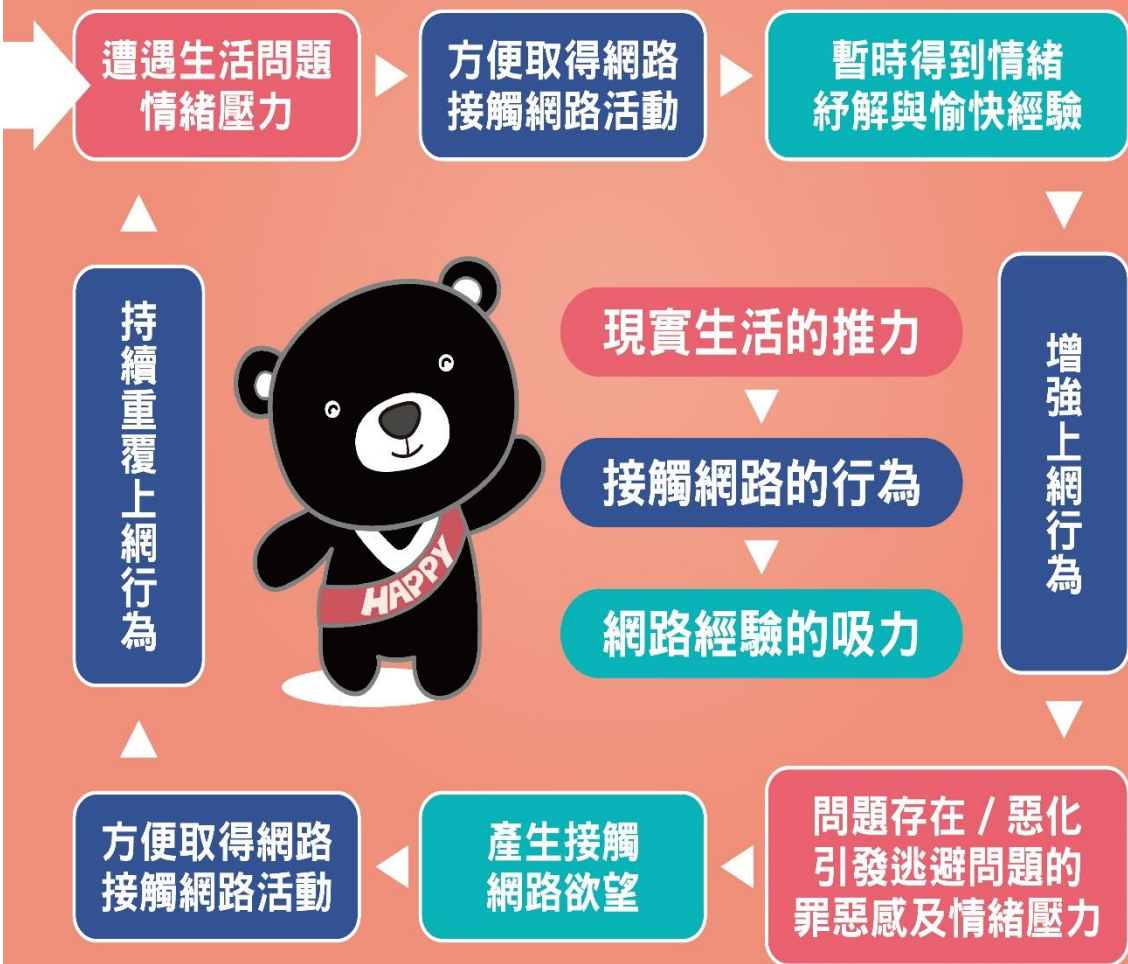 遭遇生活問題
情緒壓力
方便取得網路
接觸網路活動
暫時得到情緒
紓解與愉快經驗
增強上網行為
問題存在 / 惡化
引發逃避問題的
罪惡感及情緒壓力
產生接觸
網路欲望
方便取得網路
接觸網路活動
持續重覆上網行為
現實生活的推力
接觸網路的行為
網路經驗的吸力
HAPPY